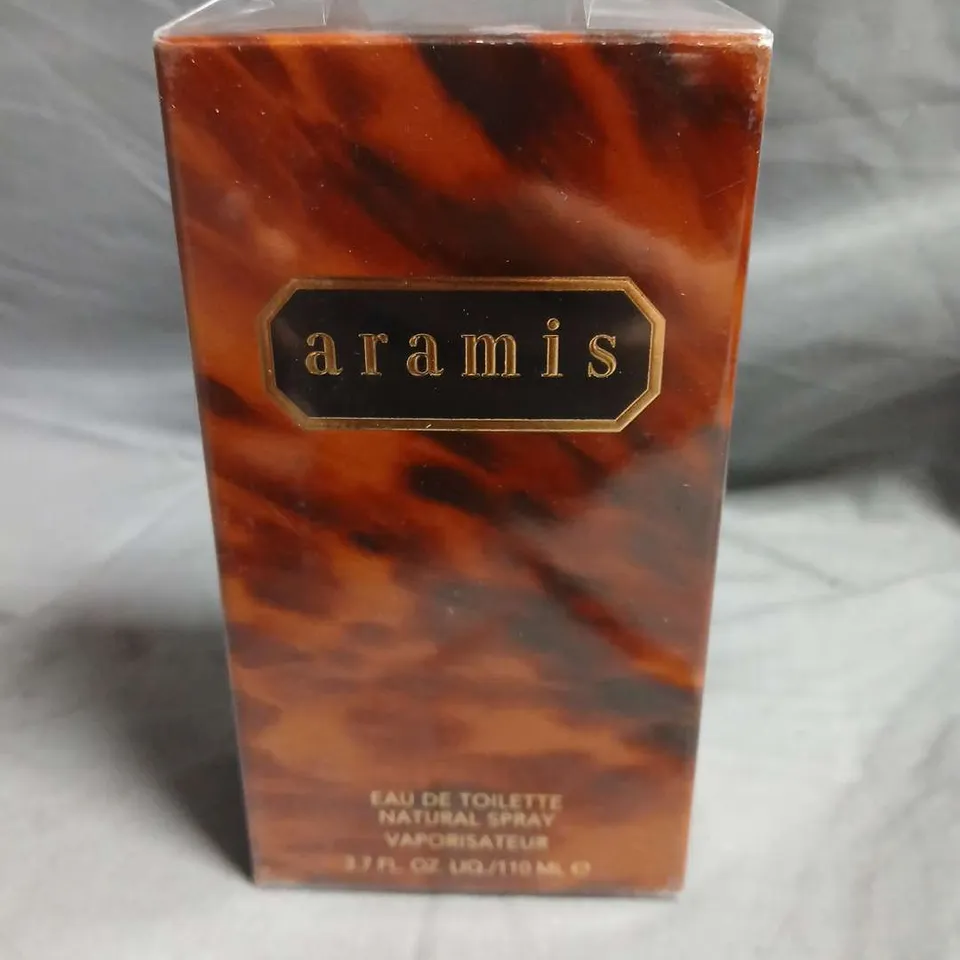 aramis
EAU DE TOILETTE
NATURAL SPRAY
VAPORISATEUR
3.7 FL. OZ. LIQ./110 ML ℮